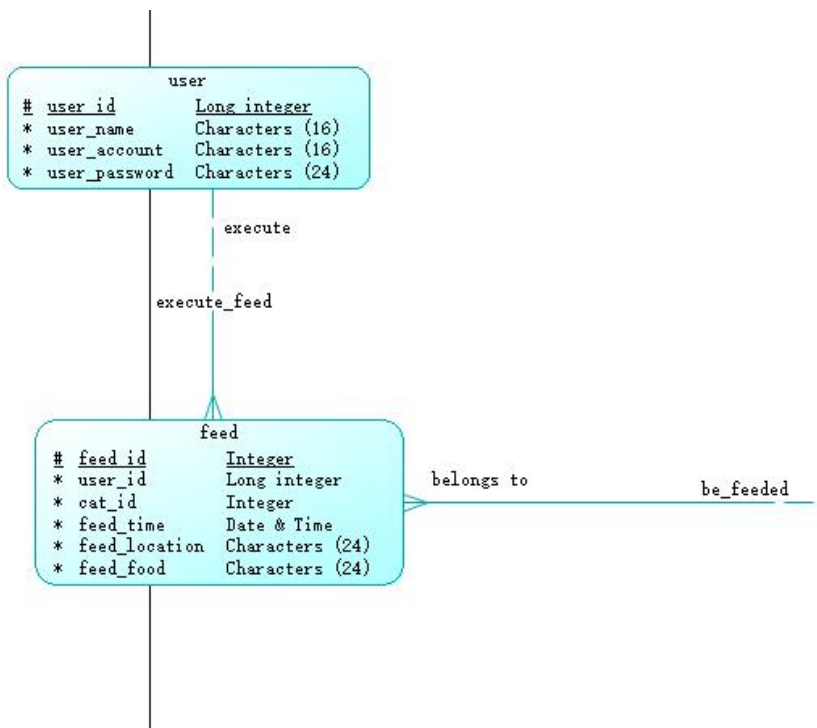 user
# user_id Long integer
* user_name Characters (16)
* user_account Characters (16)
* user_password Characters (24)
execute
execute_feed
feed
# feed_id Integer
* user_id Long integer
* cat_id Integer
* feed_time Date & Time
* feed_location Characters (24)
* feed_food Characters (24)
belongs to
be_feeded